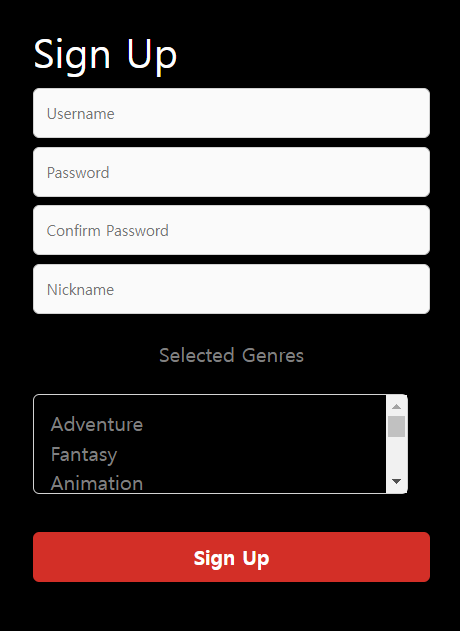 Sign Up
Username
Password
Confirm Password
Nickname
Selected Genres
Adventure
Fantasy
Animation
Sign Up